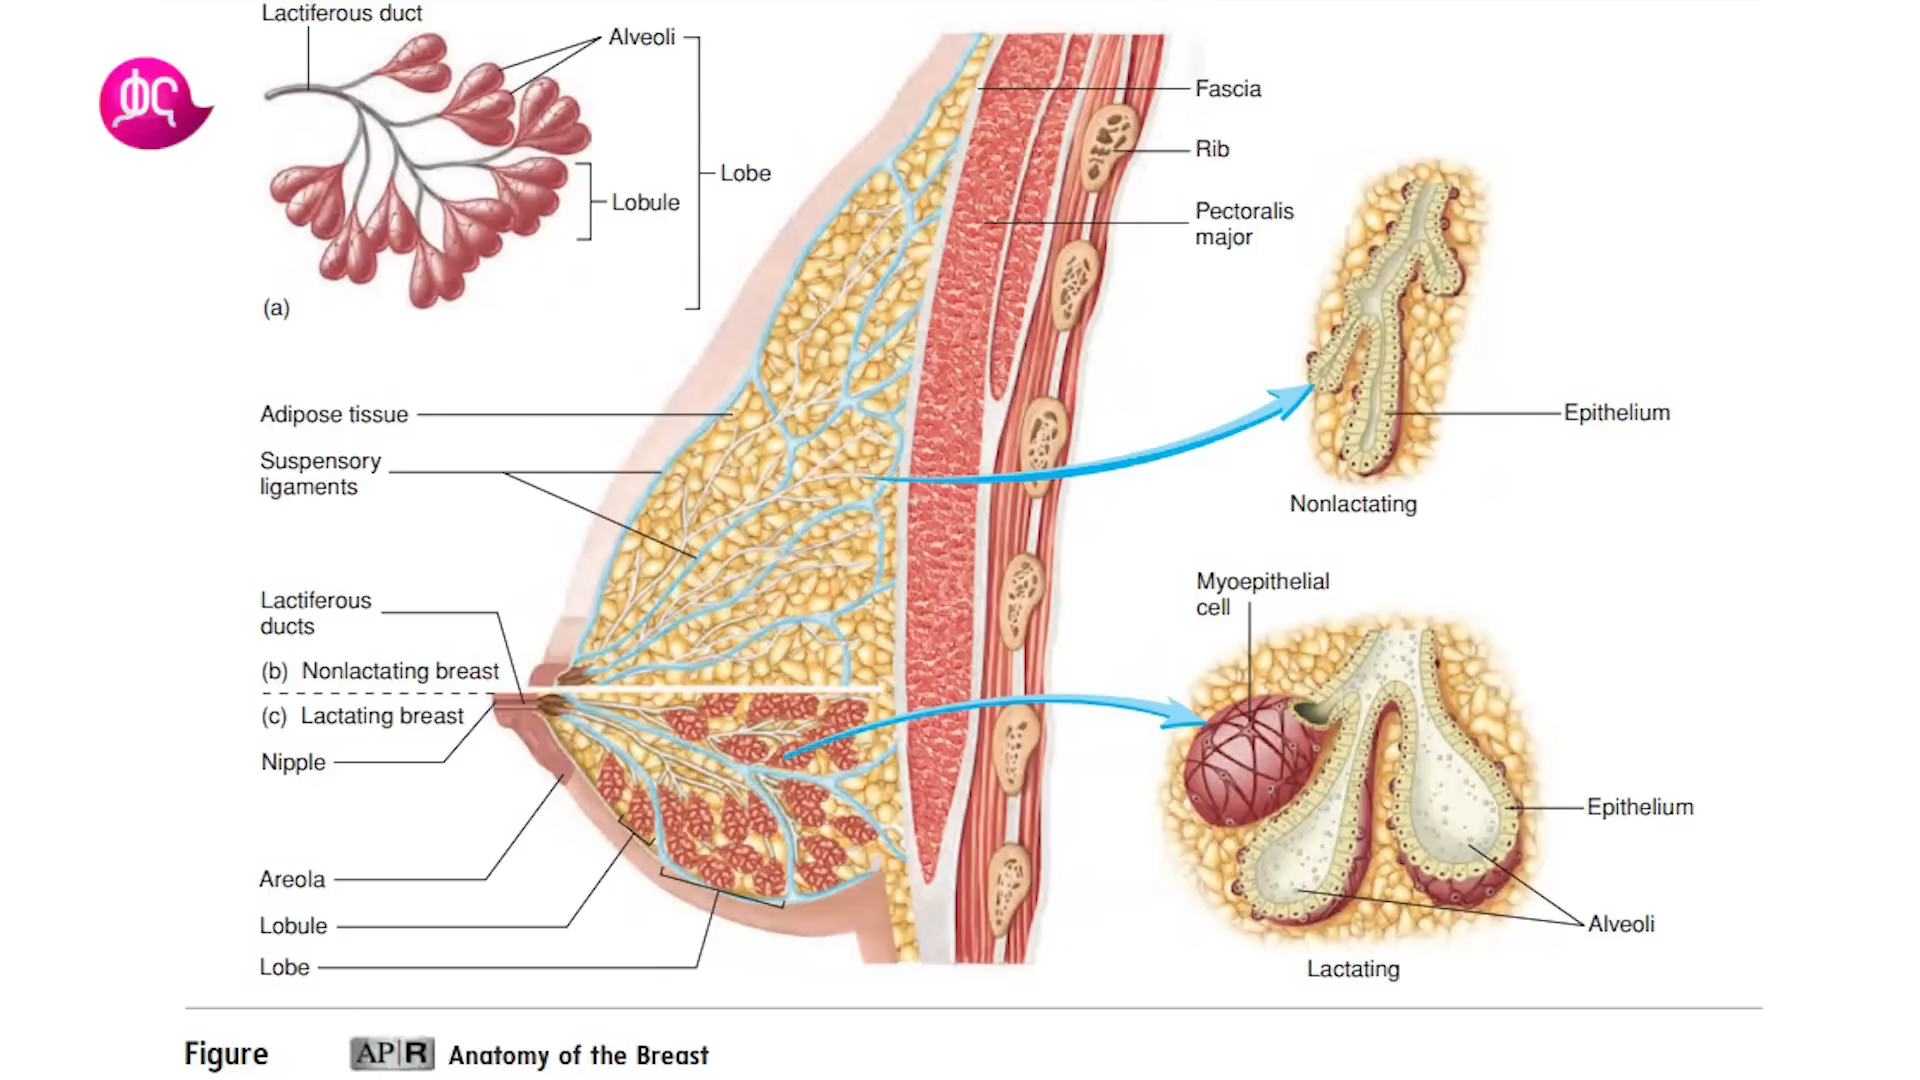 Lactiferous duct
Alveoli
Lobe
Lobule
(a)
Fascia
Rib
Pectoralis
major
Adipose tissue
Suspensory
ligaments
Epithelium
Nonlactating
Lactiferous
ducts
(b) Nonlactating breast
(c) Lactating breast
Nipple
Areola
Lobule
Lobe
Myoepithelial
cell
Epithelium
Alveoli
Lactating
Figure
AP|R Anatomy of the Breast